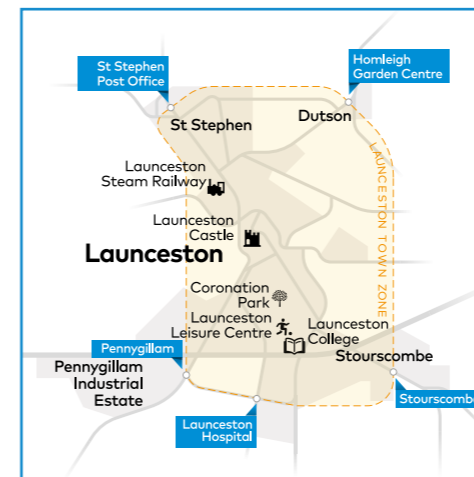 St Stephen
Post Office
Homleigh
Garden Centre
St Stephen
Dutson
LAUNCESTON TOWN ZONE
Launceston
Steam Railway
Launceston
Castle
Launceston
Coronation
Park
Launceston
Leisure Centre
Launceston
College
Pennygillam
Stourscombe
Pennygillam
Industrial
Estate
Stourscombe
Launceston
Hospital